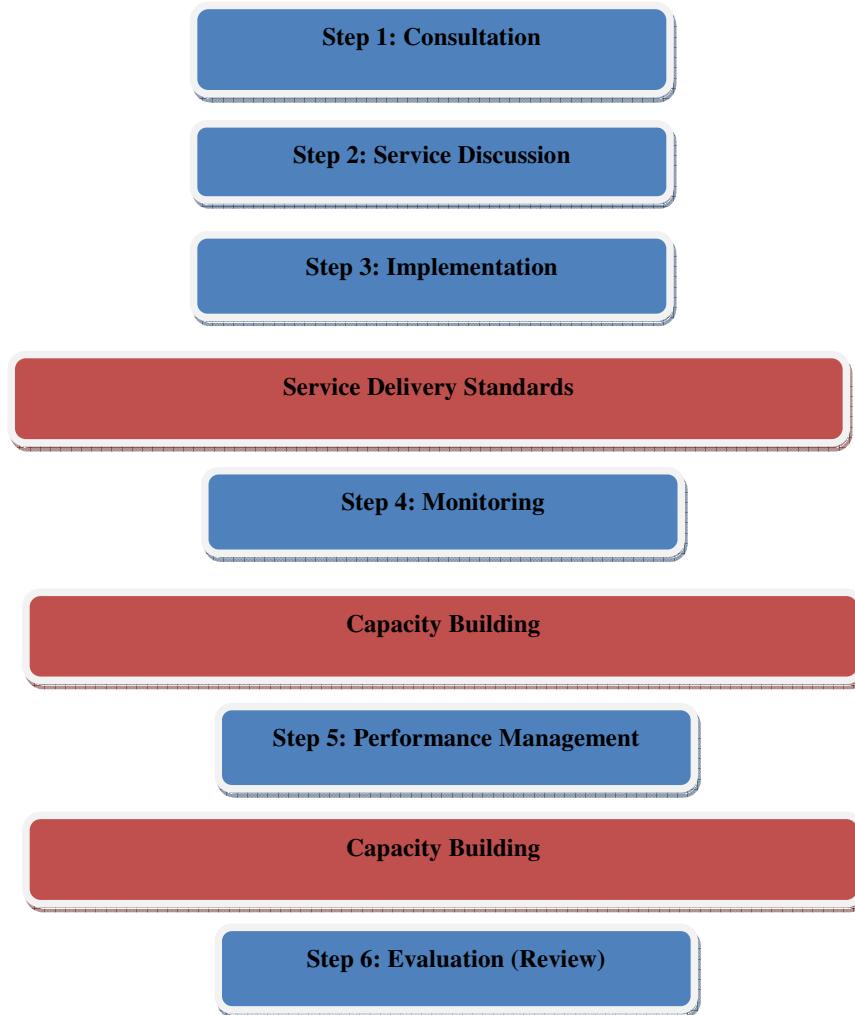 Step 1: Consultation
Step 2: Service Discussion
Step 3: Implementation
Service Delivery Standards
Step 4: Monitoring
Capacity Building
Step 5: Performance Management
Capacity Building
Step 6: Evaluation (Review)